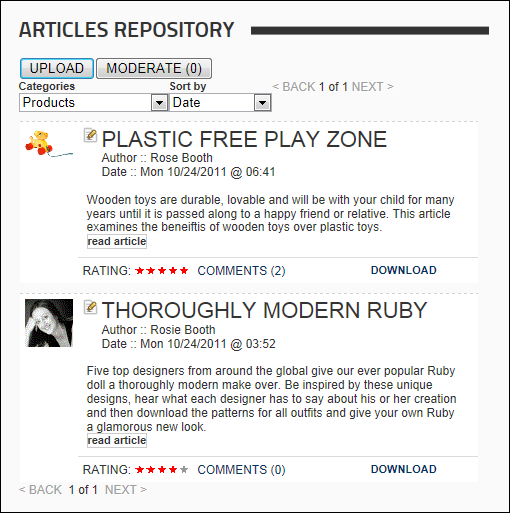 ARTICLES REPOSITORY
UPLOAD MODERATE (0)
Categories Sort by < BACK 1 of 1 NEXT >
Products Date
PLASTIC FREE PLAY ZONE
Author :: Rose Booth
Date :: Mon 10/24/2011 @ 06:41
Wooden toys are durable, lovable and will be with your child for many
years until it is passed along to a happy friend or relative. This article
examines the beneiftis of wooden toys over plastic toys.
read article
RATING: COMMENTS (2) DOWNLOAD
THOROUGHLY MODERN RUBY
Author :: Rosie Booth
Date :: Mon 10/24/2011 @ 03:52
Five top designers from around the global give our ever popular Ruby
doll a thoroughly modern make over. Be inspired by these unique
designs, hear what each designer has to say about his or her creation
and then download the patterns for all outfits and give your own Ruby
a glamorous new look.
read article
RATING: COMMENTS (0) DOWNLOAD
< BACK 1 of 1 NEXT >